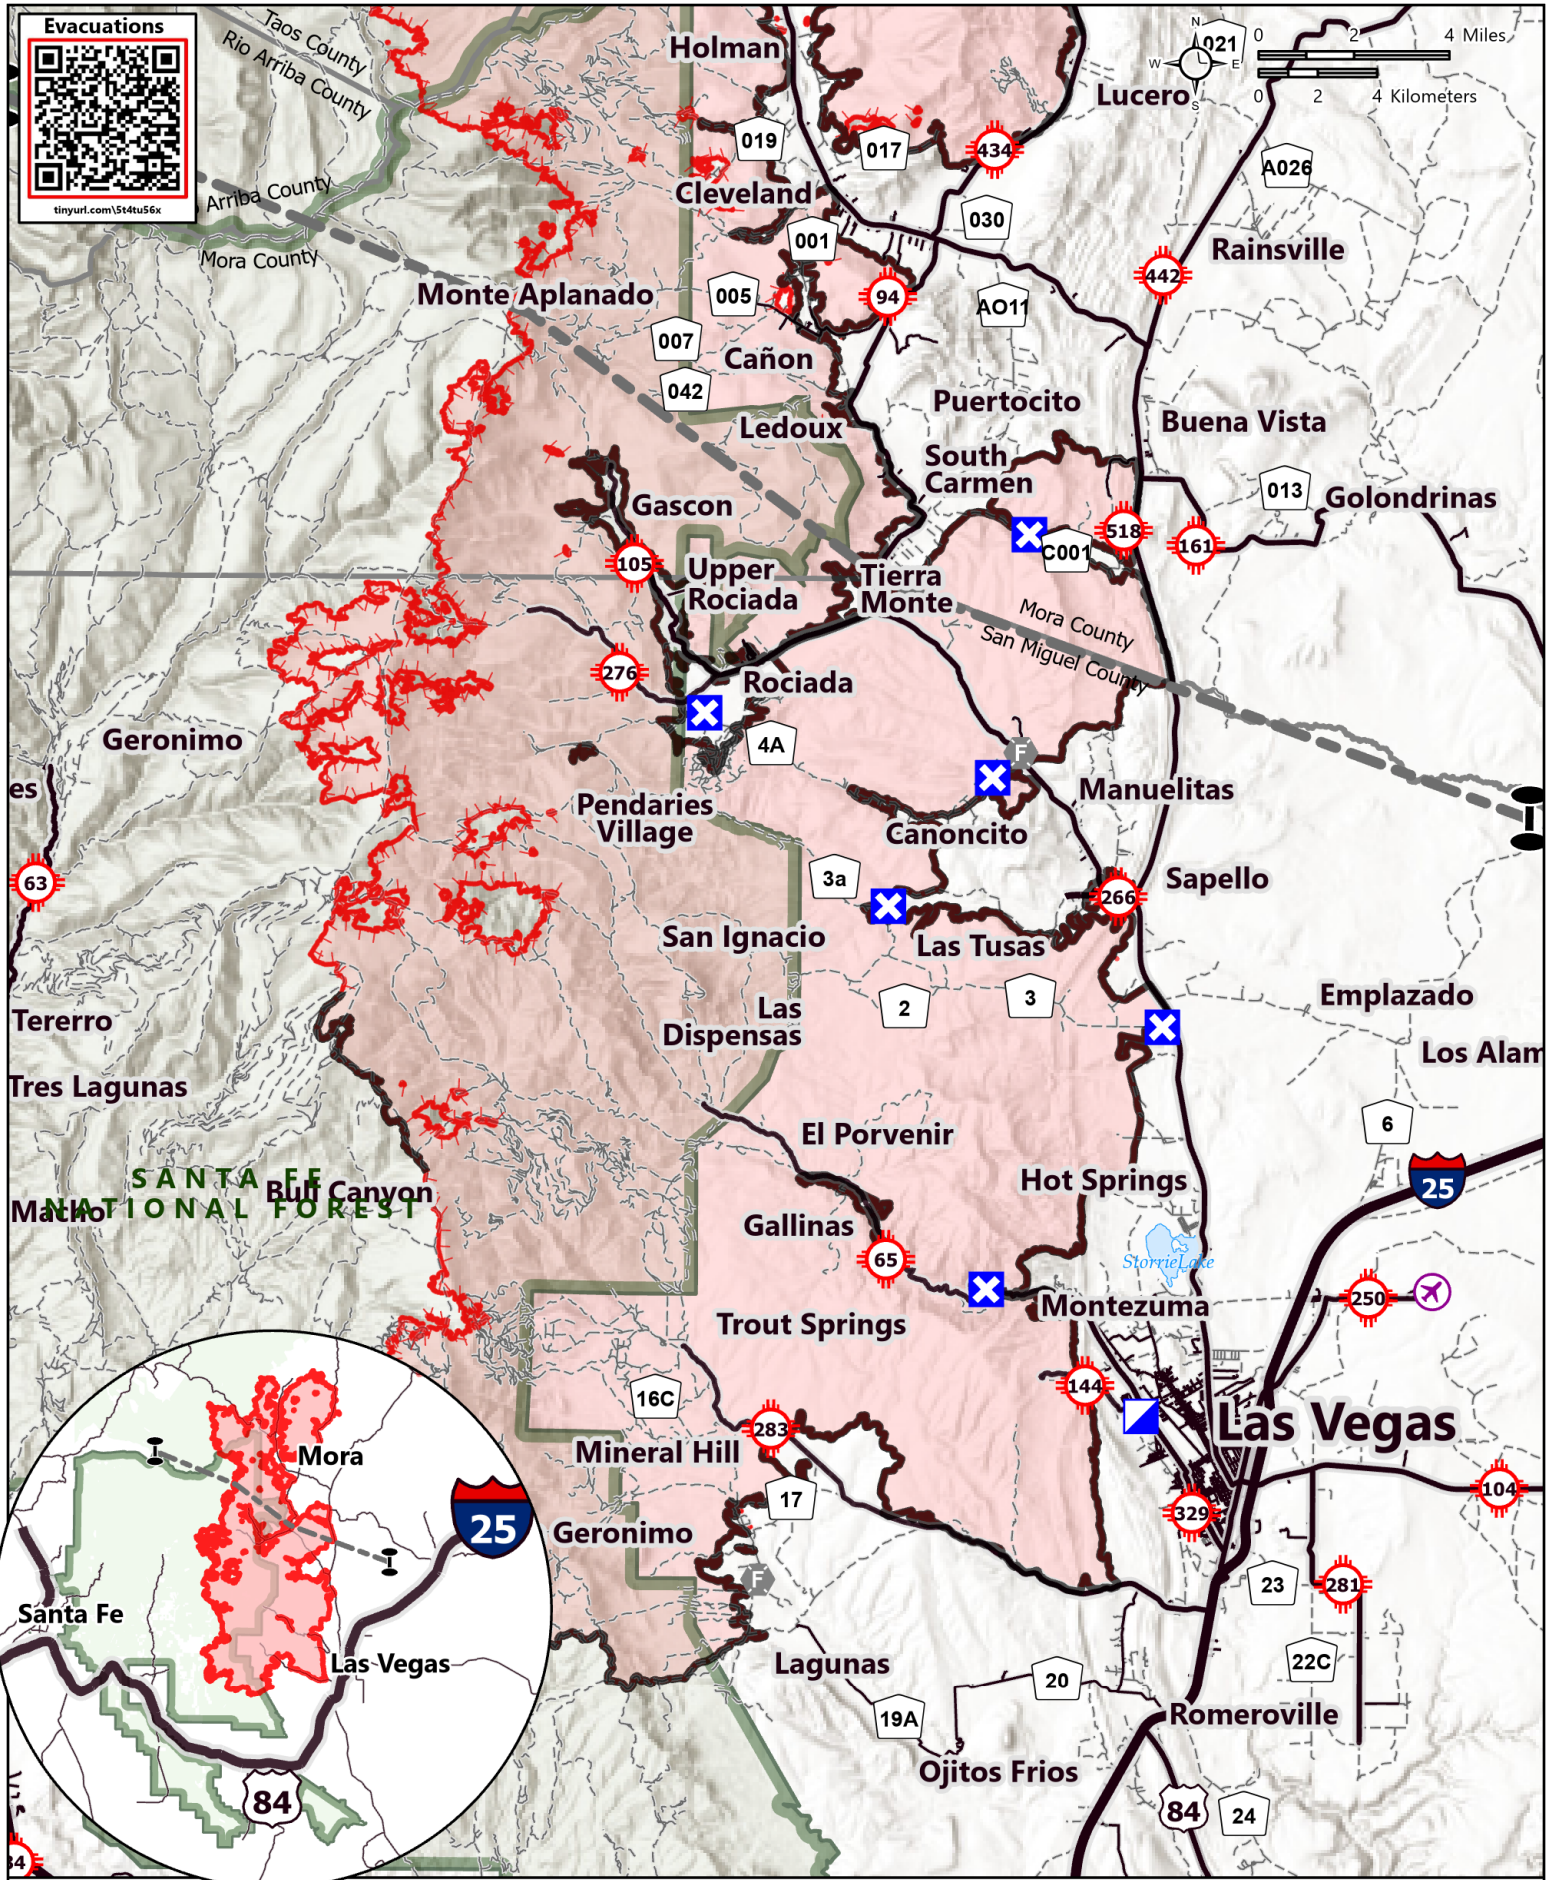 Evacuations
tinyurl.com\5t4tu56x
Taos County
Rio Arriba County
Arriba County
Mora County
Holman
019
017
434
Lucero
021
N
W
E
S
0
2
4 Miles
0
2
4 Kilometers
A026
Cleveland
030
001
Rainsville
442
Monte Aplanado
005
94
AO11
007
Cañon
042
Puertocito
Ledoux
Buena Vista
South
Carmen
013
Golondrinas
Gascon
518
161
C001
105
Upper
Rociada
Tierra
Monte
Mora County
San Miguel County
276
Rociada
Geronimo
4A
F
es
Manuelitas
Pendaries
Village
Canoncito
63
3a
266
Sapello
San Ignacio
Las Tusas
Las
Dispensas
2
3
Emplazado
Tererro
Los Alam
Tres Lagunas
6
El Porvenir
SANTA FE
NATIONAL FOREST
Bull Canyon
Macho
Hot Springs
25
Gallinas
65
StorrieLake
250
Montezuma
Trout Springs
144
16C
283
Las Vegas
Mineral Hill
104
17
329
Geronimo
F
23
281
Mora
25
Santa Fe
Las Vegas
84
Lagunas
20
22C
19A
Romeroville
Ojitos Frios
84
24